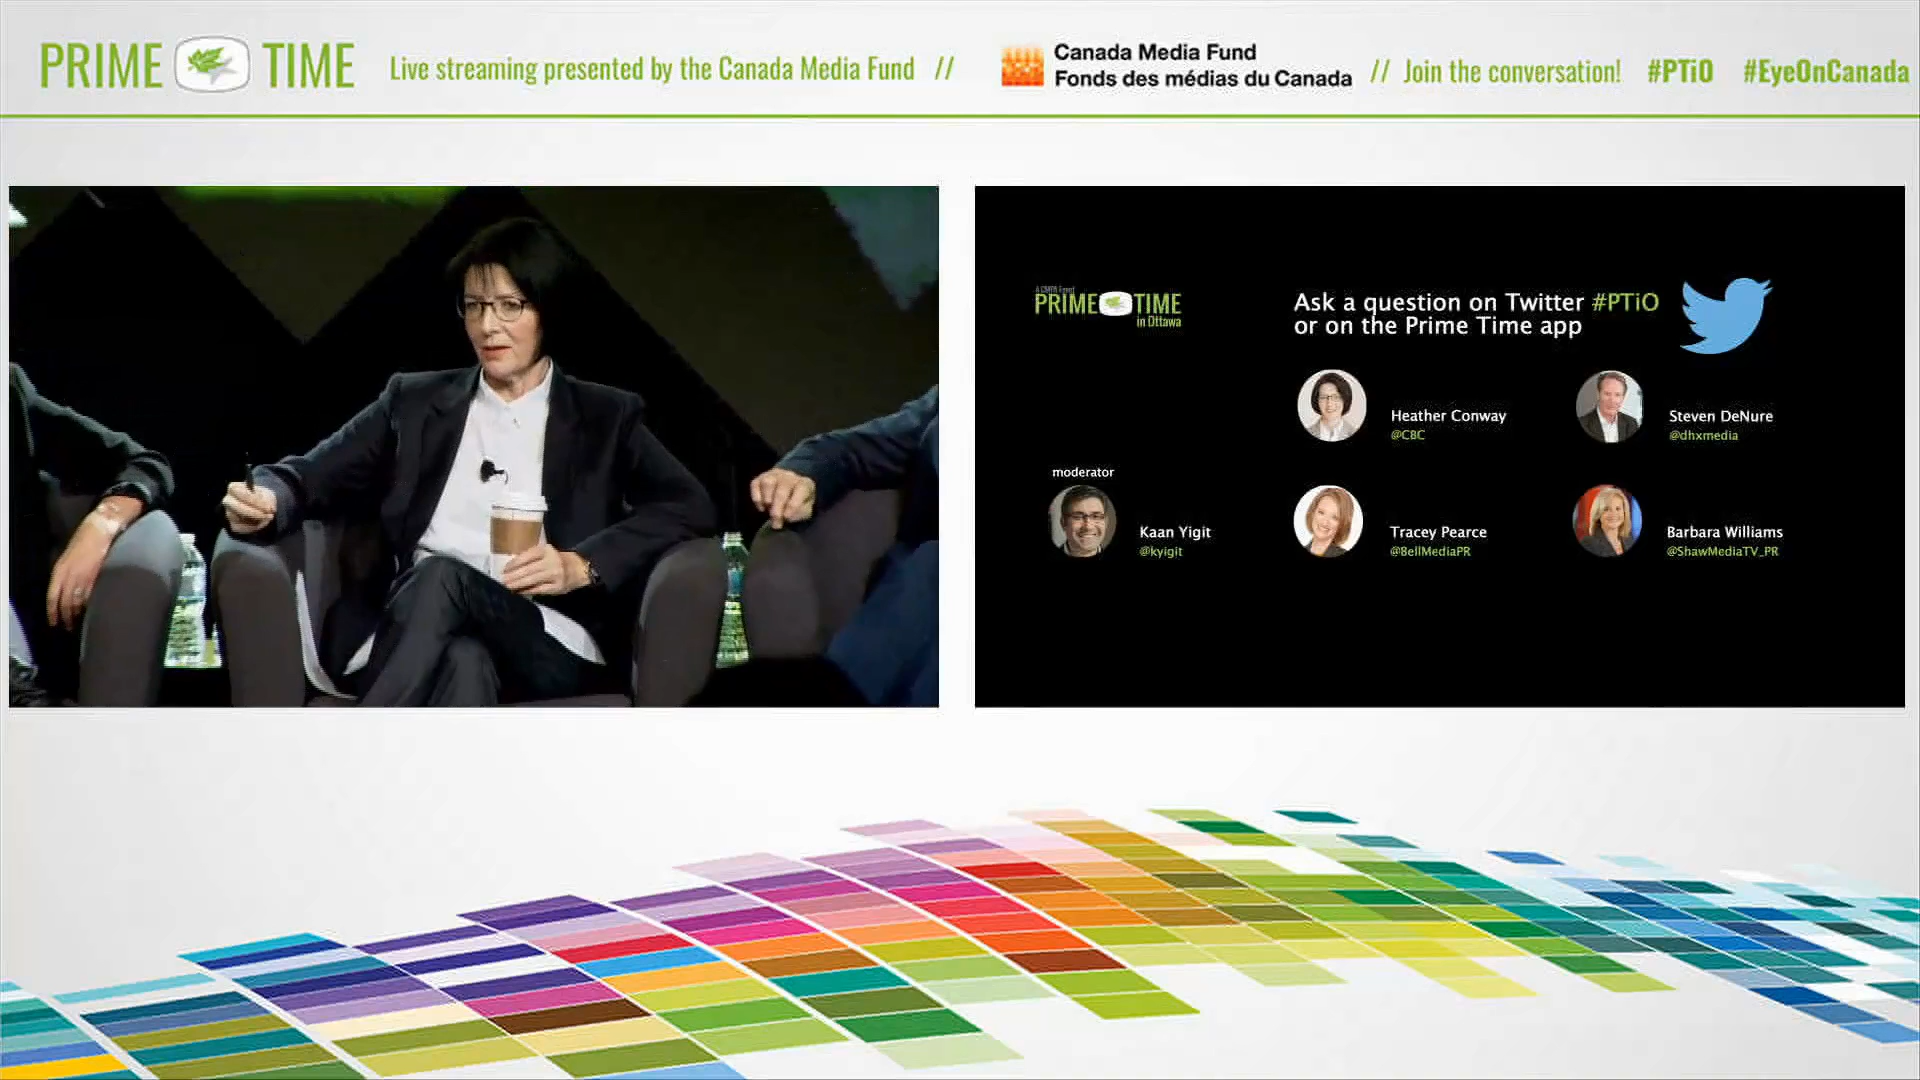 PRIME TIME
Live streaming presented by the Canada Media Fund //
Canada Media Fund
Fonds des médias du Canada
// Join the conversation! #PTiO #EyeOnCanada
PRIME TIME
in Ottawa
Ask a question on Twitter #PTiO
or on the Prime Time app
Heather Conway
@CBC
Steven DeNure
@dhxmedia
moderator
Kaan Yigit
@kyigit
Tracey Pearce
@BellMediaPR
Barbara Williams
@ShawMediaTV_PR